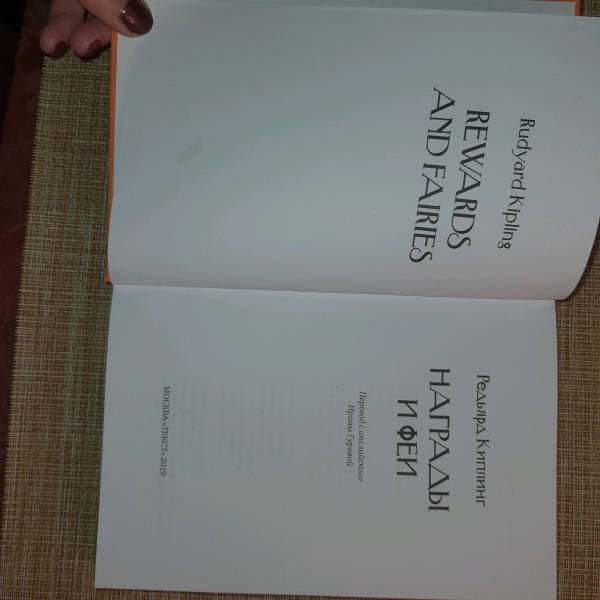 Rudyard Kipling
REWARDS
AND FAIRIES
Редьярд Киплинг
НАГРАДЫ
И ФЕИ
Перевод с английского
Ирины Гуровой
МОСКВА «ТЕКСТ» 2019